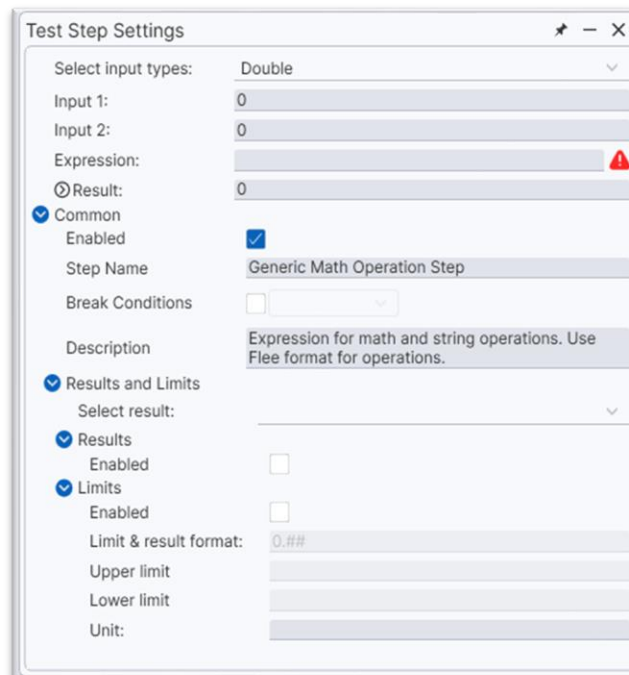 Test Step Settings
Select input types: Double
Input 1: 0
Input 2: 0
Expression:
Result: 0
Common
Enabled
Step Name Generic Math Operation Step
Break Conditions
Description Expression for math and string operations. Use
Flee format for operations.
Results and Limits
Select result:
Results
Enabled
Limits
Enabled
Limit & result format: 0.##
Upper limit
Lower limit
Unit: